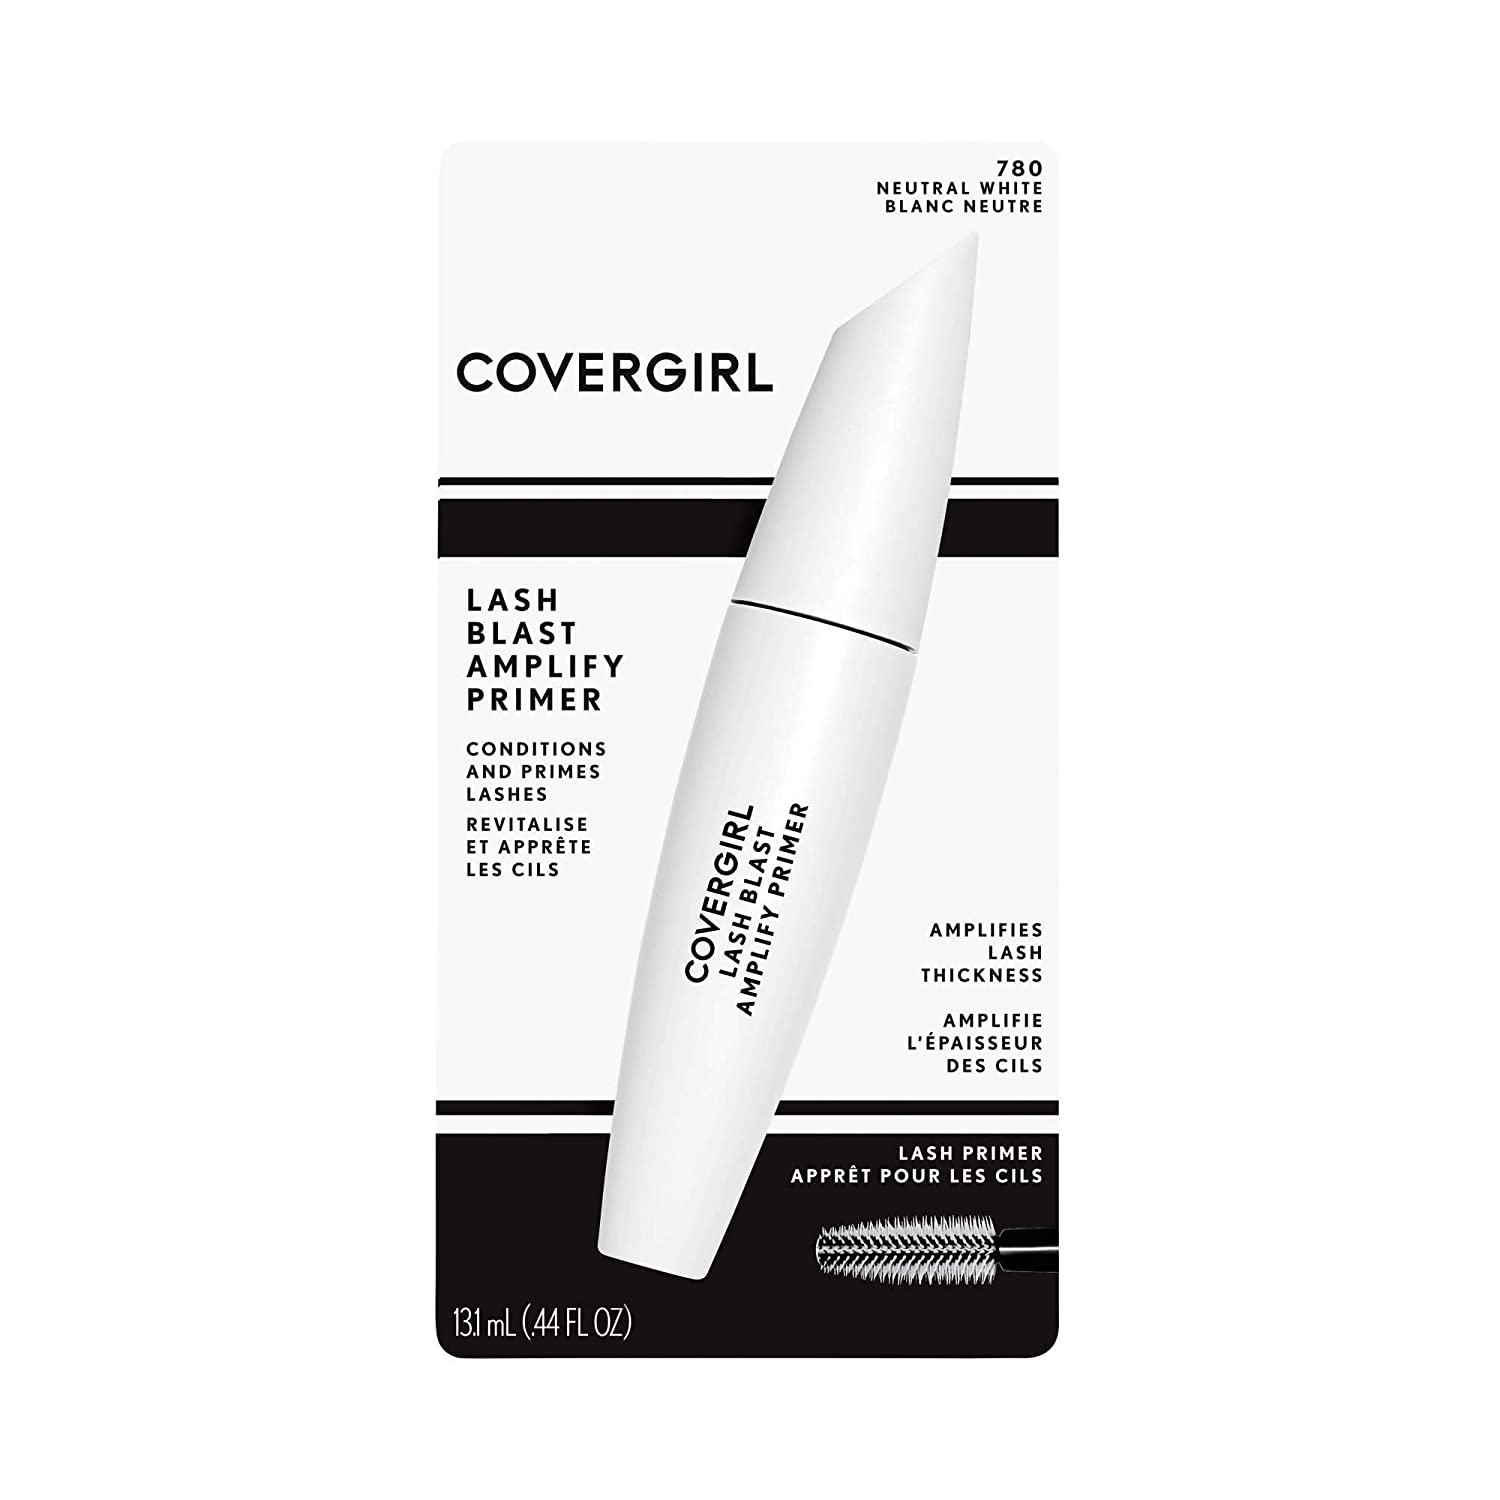 780
NEUTRAL WHITE
BLANC NEUTRE
COVERGIRL
LASH
BLAST
AMPLIFY
PRIMER
CONDITIONS
AND PRIMES
LASHES
REVITALISE
ET APPRÊTE
LES CILS
COVERGIRL
LASH BLAST
AMPLIFY PRIMER
AMPLIFIES
LASH
THICKNESS
AMPLIFIE
L'ÉPAISSEUR
DES CILS
LASH PRIMER
APPRÊT POUR LES CILS
13.1 mL (.44 FL OZ)